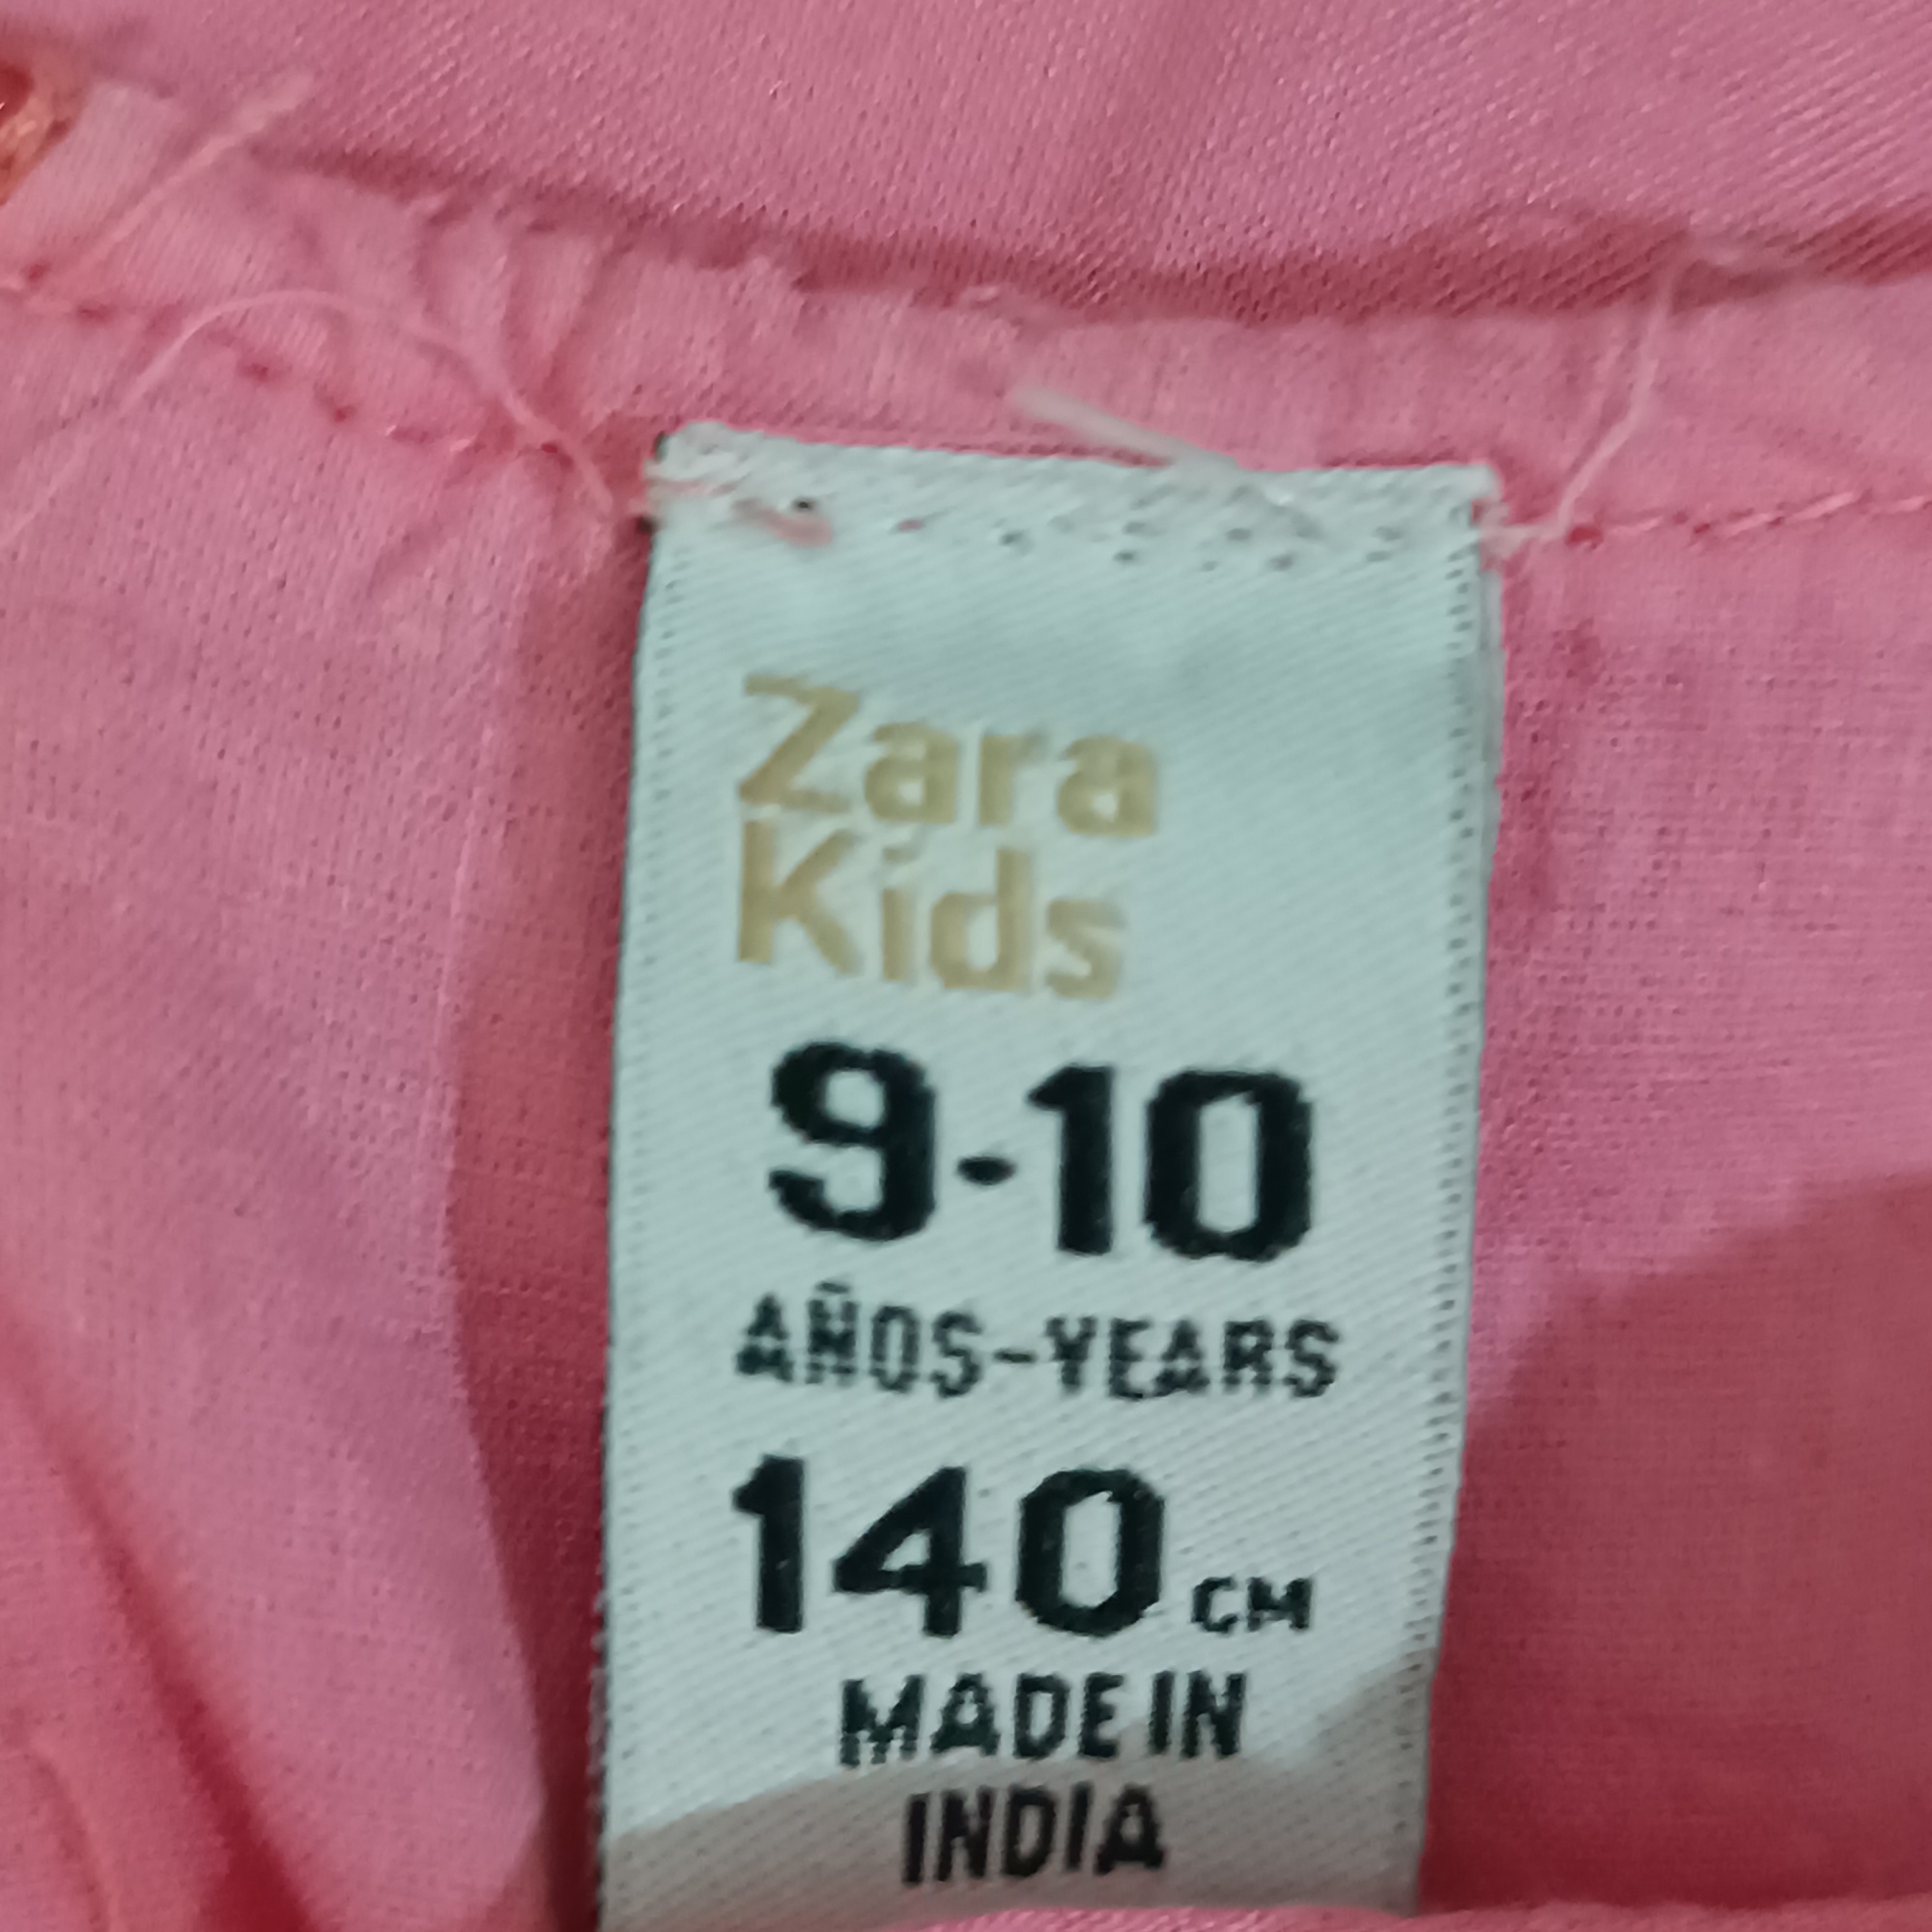 Zara
Kids
9-10
AÑOS-YEARS
140 CM
MADE IN
INDIA